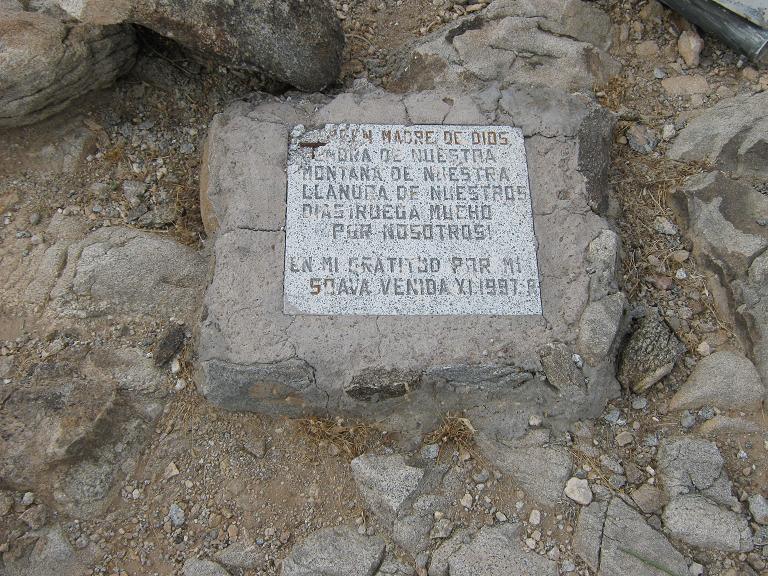 VIRGEN MADRE DE DIOS
SEÑORA DE NUESTRA
MONTAÑA DE NUESTRA
LLANURA DE NUESTROS
DIAS RUEGA MUCHO
POR NOSOTROS!
EN MI GRATITUD POR MI
VENIDA XI.1997